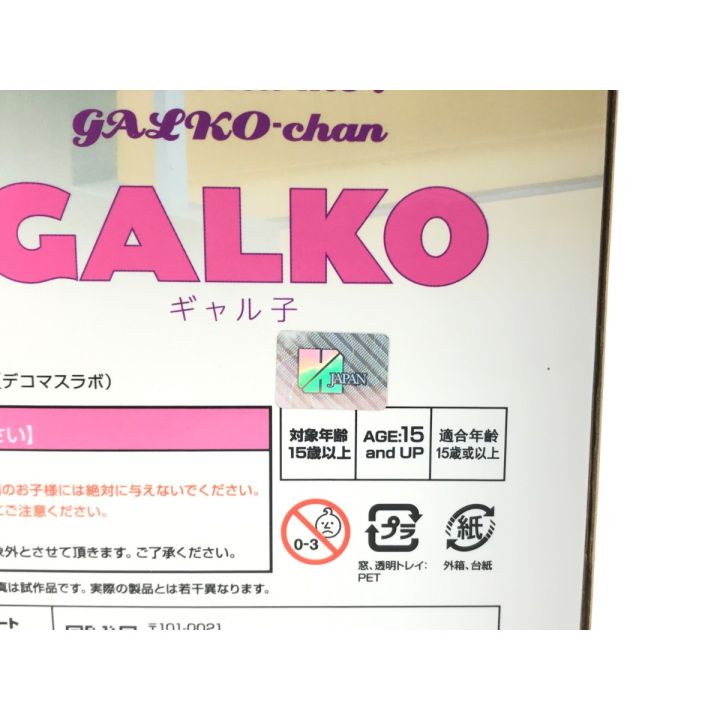 GALKO-chan
GALKO
ギャル子
JAPAN
(デコマスラボ)
さい】
対象年齢
15歳以上
AGE:15
and UP
適合年齢
15歳或以上
のお子様には絶対に与えないでください。
ご注意ください。
象外とさせて頂きます。ご了承ください。
真は試作品です。実際の製品とは若干異なります。
0-3
プラ
窓、透明トレイ:
PET
紙
外箱、台紙
ート
〒101-0021